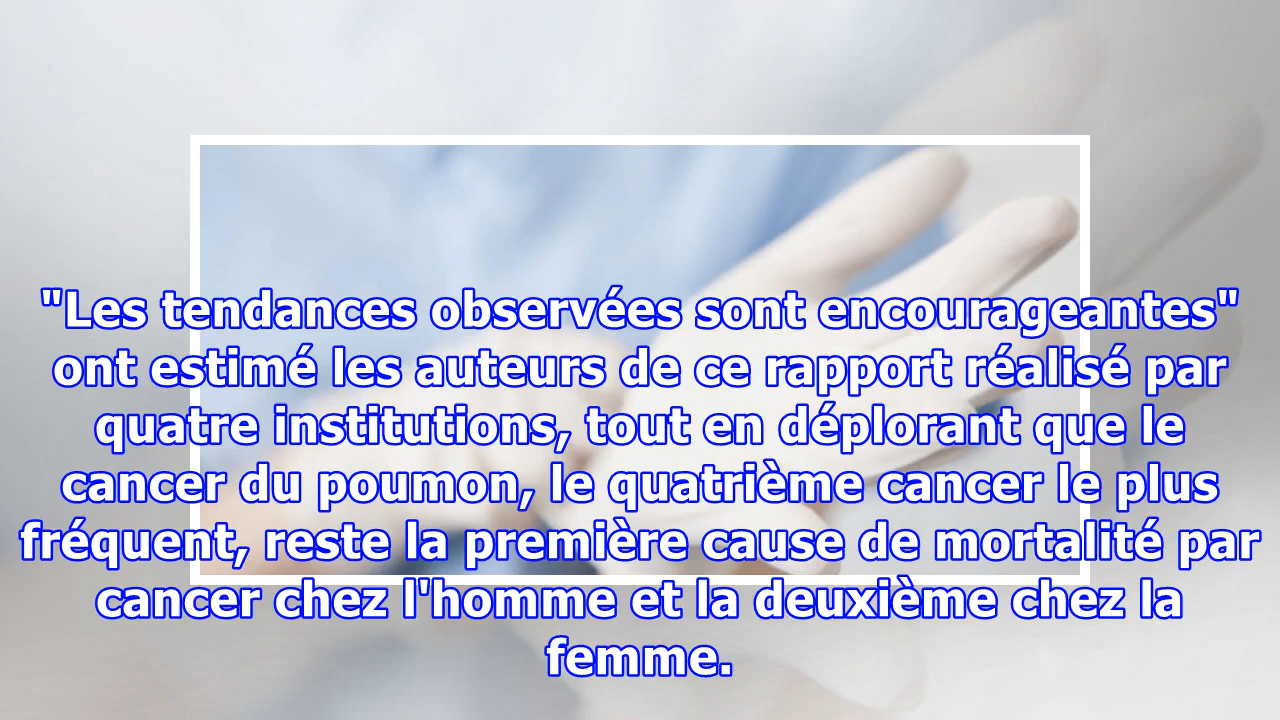 "Les tendances observées sont encourageantes"
ont estimé les auteurs de ce rapport réalisé par
quatre institutions, tout en déplorant que le
cancer du poumon, le quatrième cancer le plus
fréquent, reste la première cause de mortalité par
cancer chez l'homme et la deuxième chez la
femme.